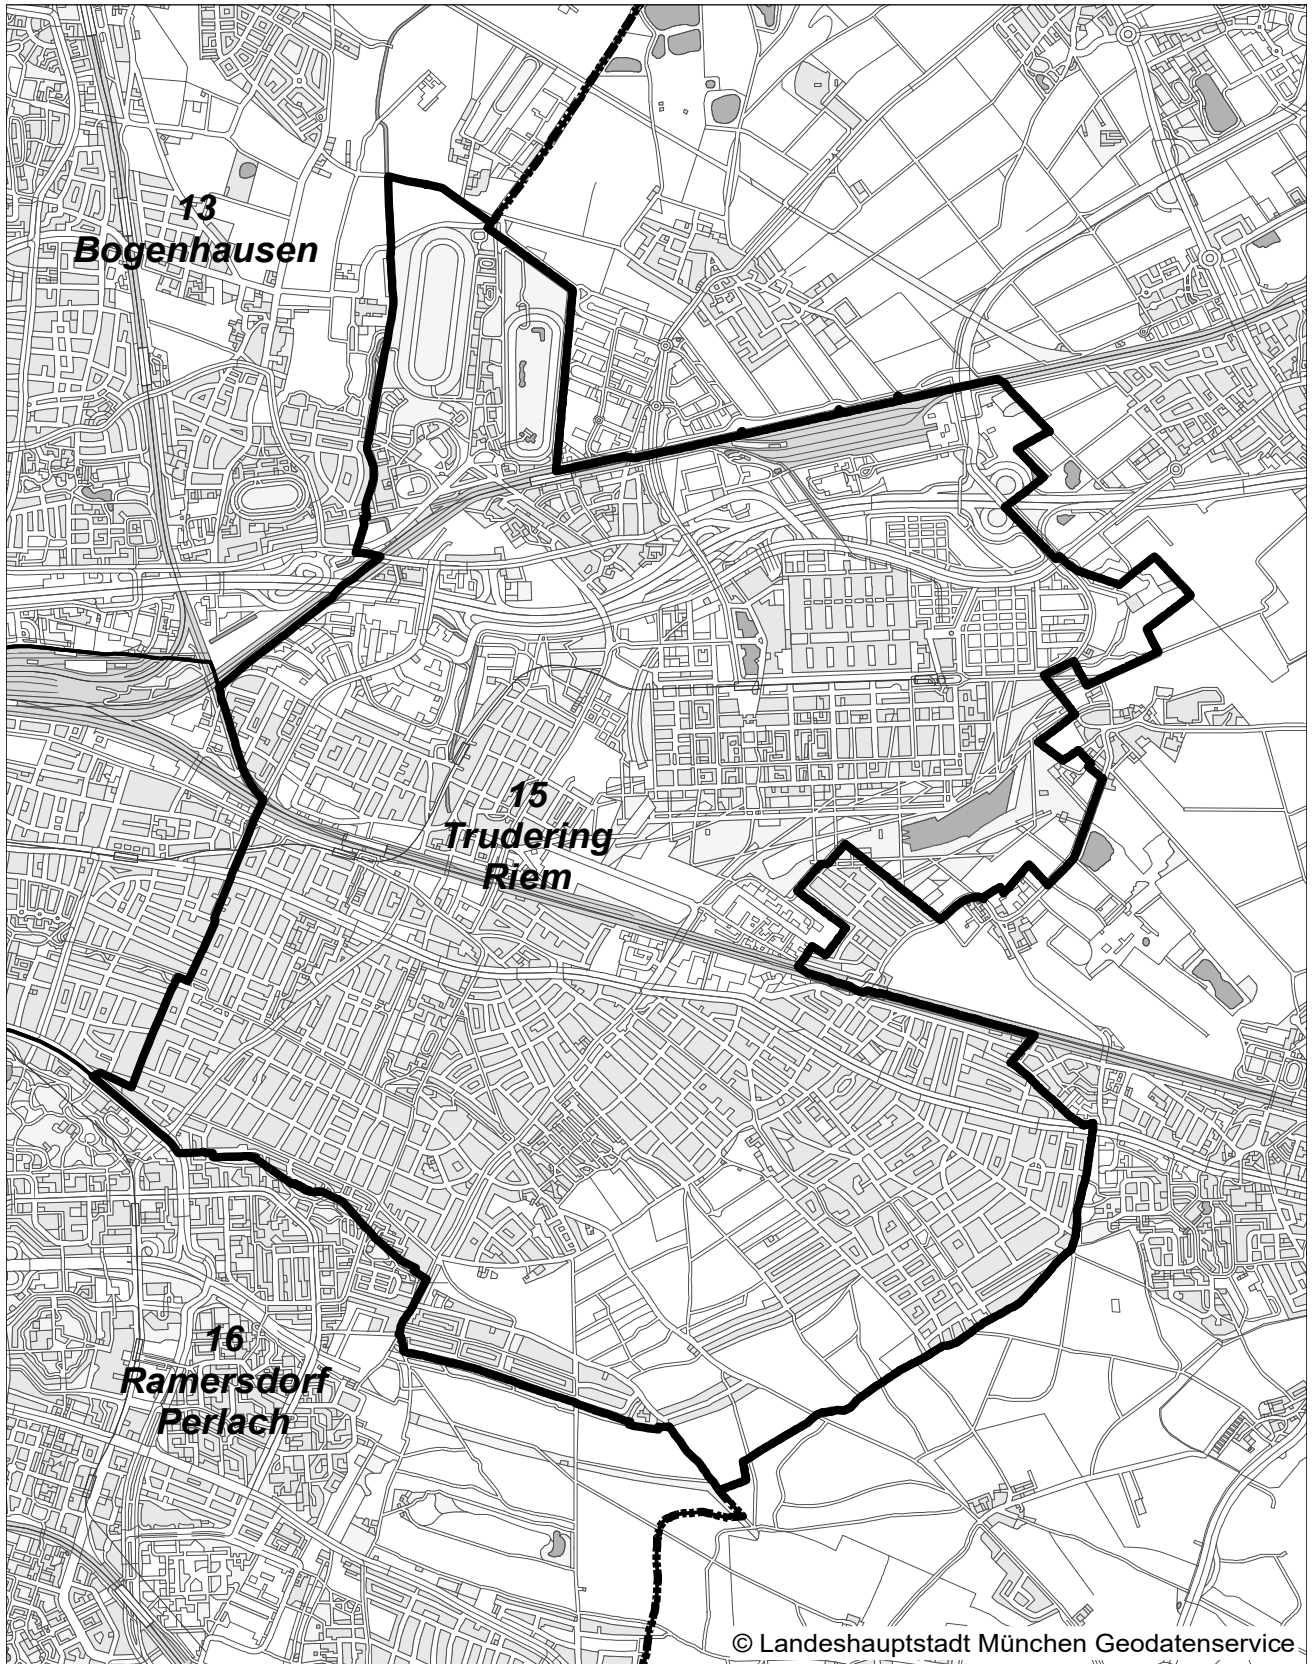 13
Bogenhausen
15
Trudering
Riem
16
Ramersdorf
Perlach
© Landeshauptstadt München Geodatenservice